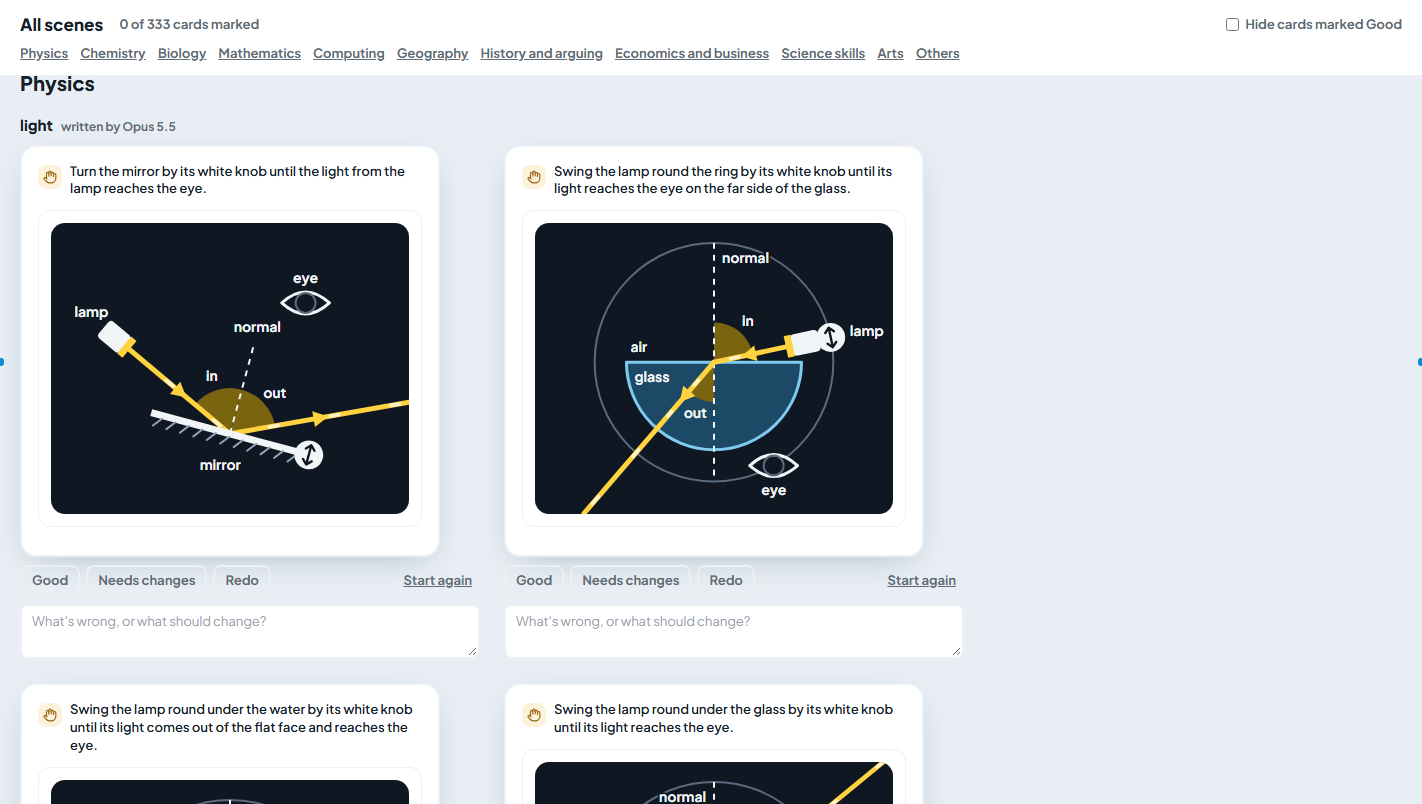 All scenes 0 of 333 cards marked Hide cards marked Good
Physics Chemistry Biology Mathematics Computing Geography History and arguing Economics and business Science skills Arts Others
Physics
light written by Opus 5.5
Turn the mirror by its white knob until the light from the
lamp reaches the eye.
eye
lamp
normal
in
out
mirror
Good Needs changes Redo Start again
What's wrong, or what should change?
Swing the lamp round the ring by its white knob until its
light reaches the eye on the far side of the glass.
normal
in
lamp
air
glass
out
eye
Good Needs changes Redo Start again
What's wrong, or what should change?
Swing the lamp round under the water by its white knob
until its light comes out of the flat face and reaches the
eye.
Swing the lamp round under the glass by its white knob
until its light reaches the eye.
normal